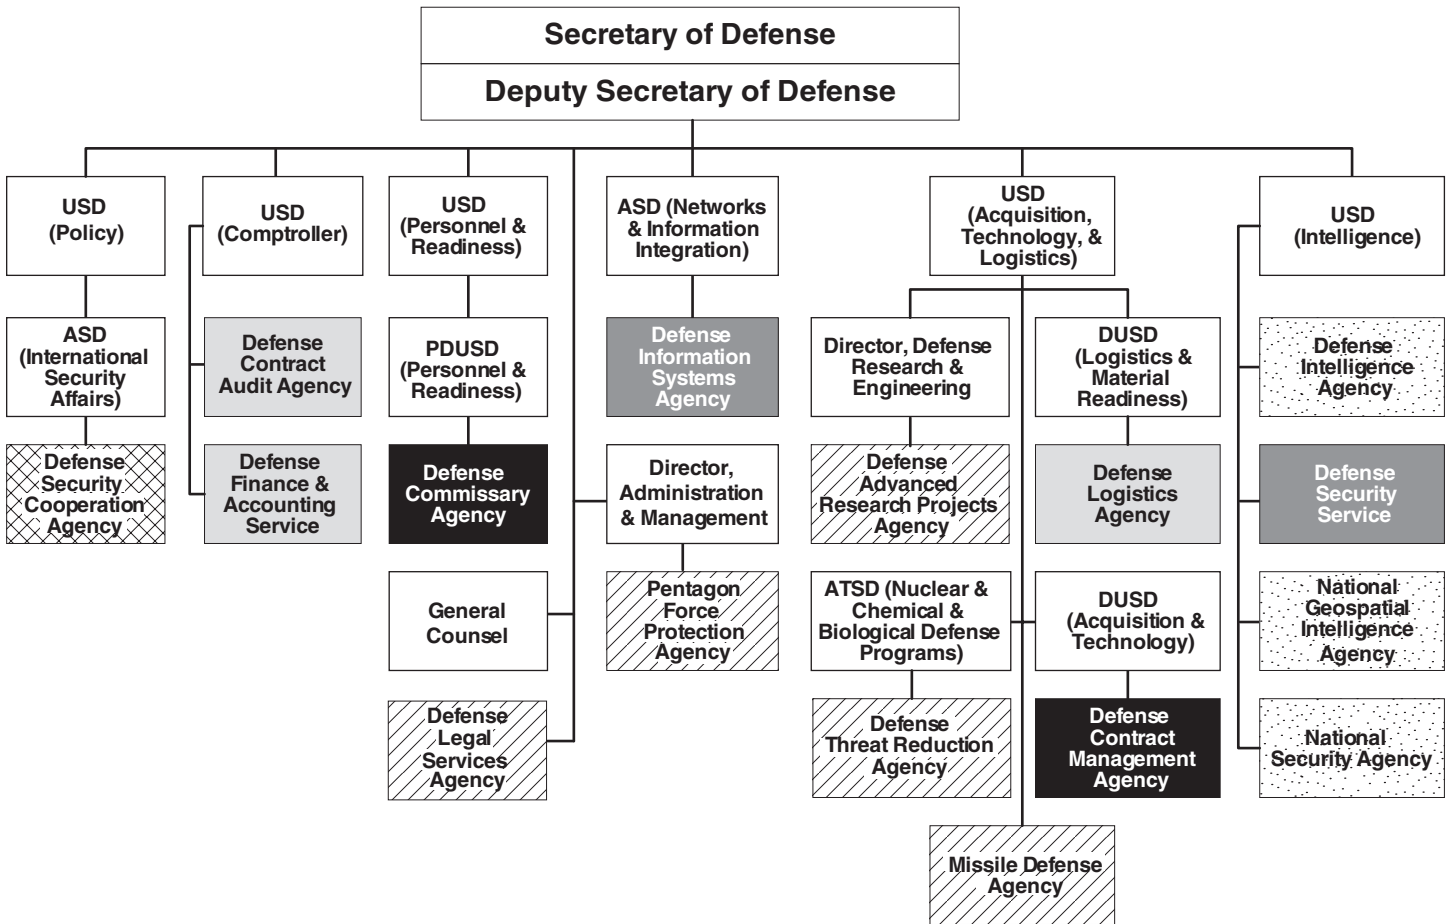 Secretary of Defense
Deputy Secretary of Defense
USD
(Policy)
USD
(Comptroller)
USD
(Personnel &
Readiness)
ASD (Networks
& Information
Integration)
USD
(Acquisition,
Technology, &
Logistics)
USD
(Intelligence)
ASD
(International
Security
Affairs)
Defense
Contract
Audit Agency
PDUSD
(Personnel &
Readiness)
Defense
Information
Systems
Agency
Director, Defense
Research &
Engineering
DUSD
(Logistics &
Material
Readiness)
Defense
Intelligence
Agency
Defense
Security
Cooperation
Agency
Defense
Finance &
Accounting
Service
Defense
Commissary
Agency
Director,
Administration
& Management
Defense
Advanced
Research Projects
Agency
Defense
Logistics
Agency
Defense
Security
Service
General
Counsel
Pentagon
Force
Protection
Agency
ATSD (Nuclear &
Chemical &
Biological Defense
Programs)
DUSD
(Acquisition &
Technology)
National
Geospatial
Intelligence
Agency
Defense
Legal
Services
Agency
Defense
Threat Reduction
Agency
Defense
Contract
Management
Agency
National
Security Agency
Missile Defense
Agency